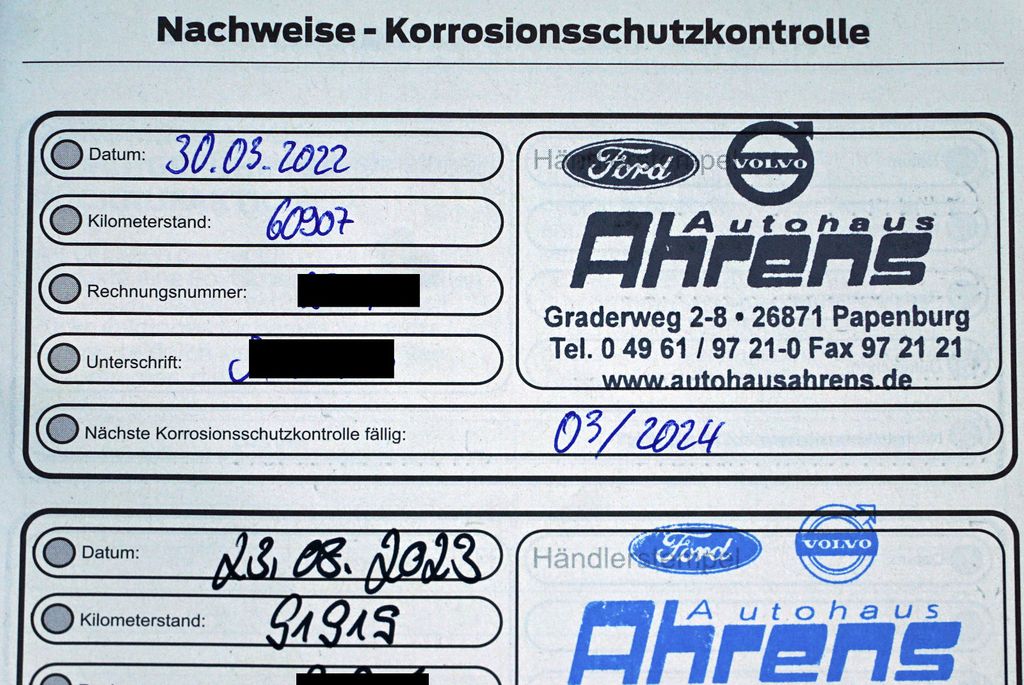 Nachweise - Korrosionsschutzkontrolle
Datum: 30.03.2022
Kilometerstand: 60907
Rechnungsnummer:
Unterschrift:
Händlerstempel
Ford VOLVO
Autohaus
Ahrens
Graderweg 2-8 • 26871 Papenburg
Tel. 0 49 61 / 97 21-0 Fax 97 21 21
www.autohausahrens.de
Nächste Korrosionsschutzkontrolle fällig: 03/2024
Datum: 23.08.2023
Kilometerstand: 91919
Händlerstempel
Ford VOLVO
Autohaus
Ahrens